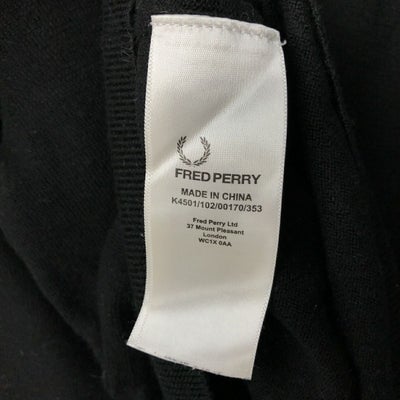 FRED PERRY
MADE IN CHINA
K4501/102/00170/353
Fred Perry Ltd
37 Mount Pleasant
London
WC1X 0AA